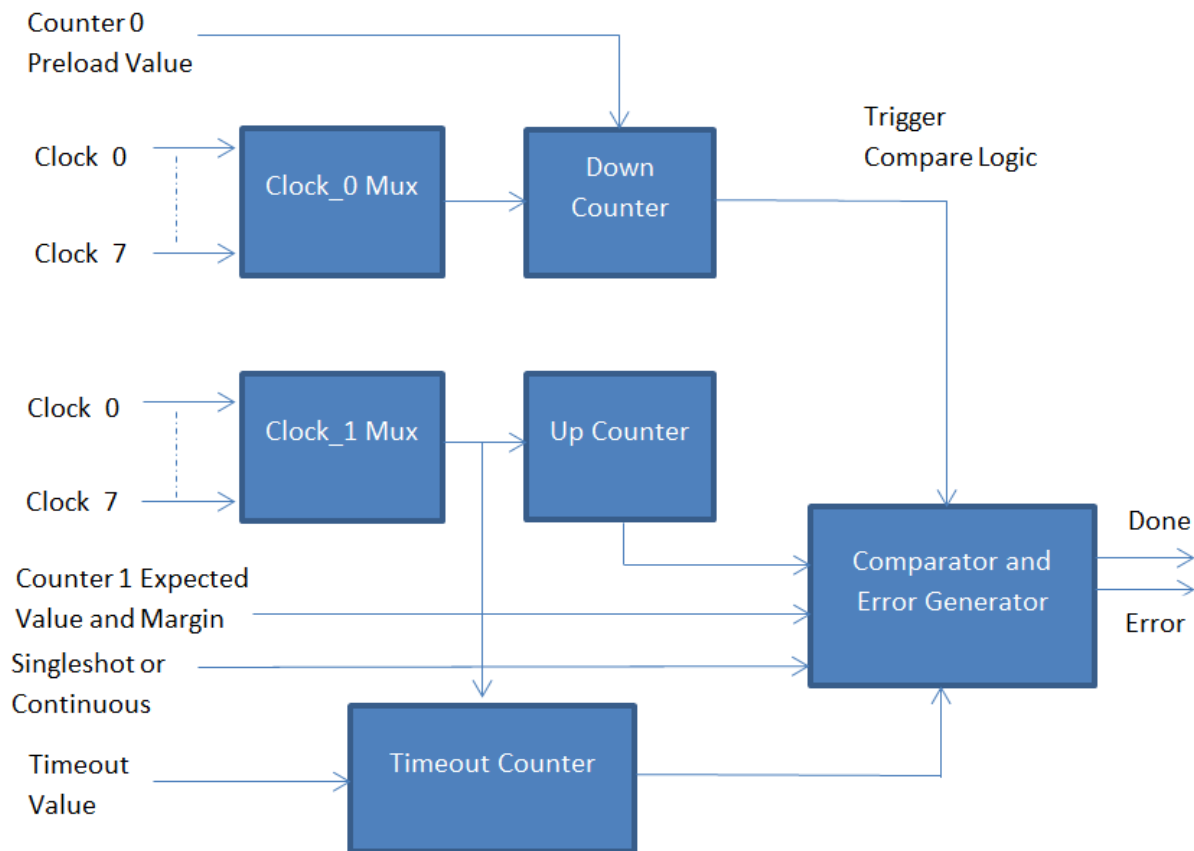 Counter 0
Preload Value
Clock 0
Clock 7
Clock_0 Mux
Down
Counter
Trigger
Compare Logic
Clock 0
Clock 7
Clock_1 Mux
Up Counter
Counter 1 Expected
Value and Margin
Singleshot or
Continuous
Timeout
Value
Timeout Counter
Comparator and
Error Generator
Done
Error